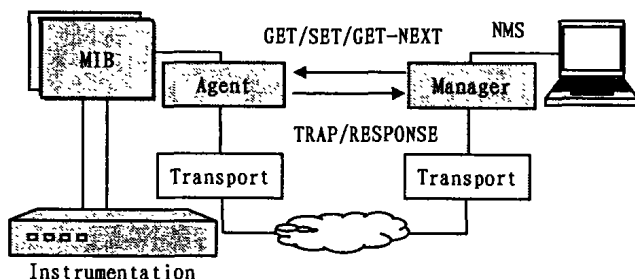 GET/SET/GET-NEXT
NMS
MIB
Agent
Manager
TRAP/RESPONSE
Transport
Transport
Instrumentation